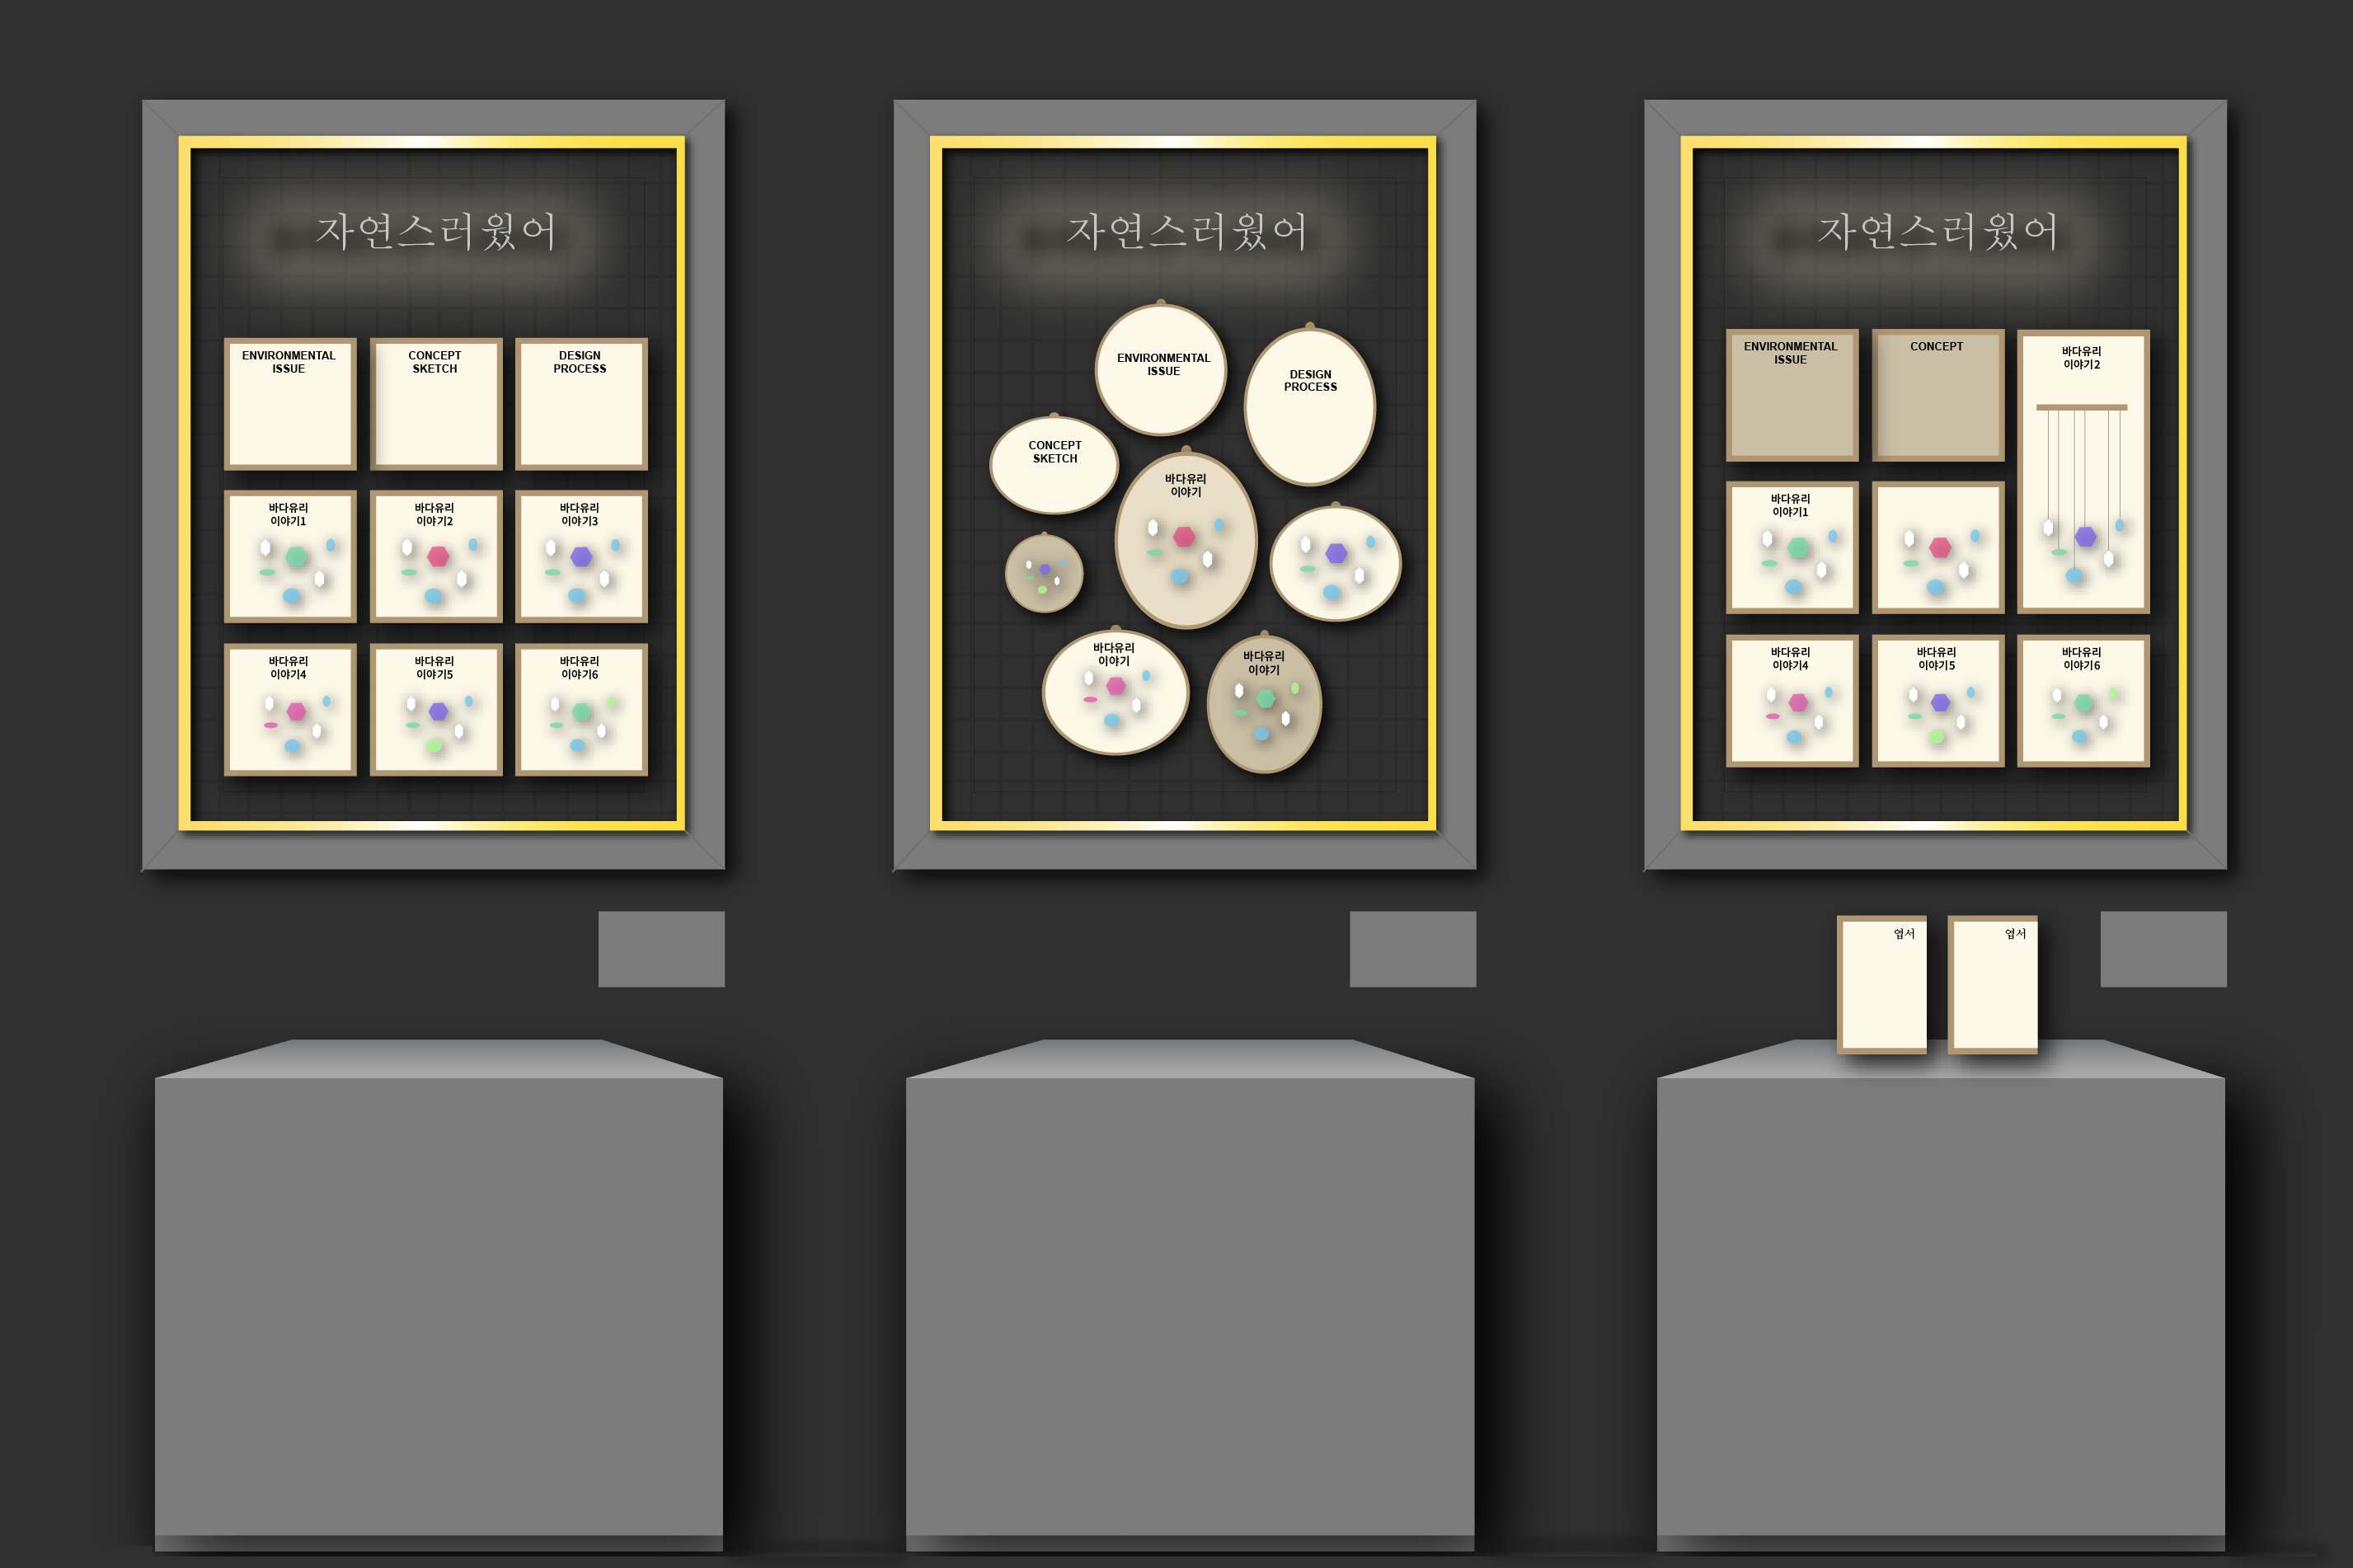 자연스러웠어
ENVIRONMENTAL
ISSUE
CONCEPT
SKETCH
DESIGN
PROCESS
바다유리
이야기1
바다유리
이야기2
바다유리
이야기3
바다유리
이야기4
바다유리
이야기5
바다유리
이야기6
자연스러웠어
ENVIRONMENTAL
ISSUE
DESIGN
PROCESS
CONCEPT
SKETCH
바다유리
이야기
바다유리
이야기
바다유리
이야기
자연스러웠어
ENVIRONMENTAL
ISSUE
CONCEPT
바다유리
이야기2
바다유리
이야기1
바다유리
이야기4
바다유리
이야기5
바다유리
이야기6
엽서
엽서